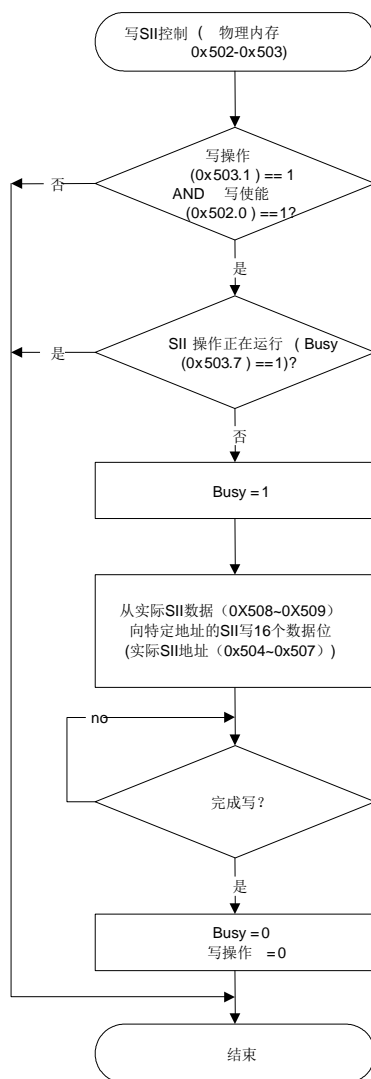 写SII控制 ( 物理内存
0x502-0x503)
写操作
(0x503.1 ) == 1
AND 写使能
(0x502.0 ) ==1?
否
是
SII 操作正在运行 ( Busy
(0x503.7 ) ==1)?
是
否
Busy = 1
从实际SII数据（0X508~0X509）
向特定地址的SII写16个数据位
(实际SII地址（0x504~0x507）)
no
完成写?
是
Busy = 0
写操作 = 0
结束